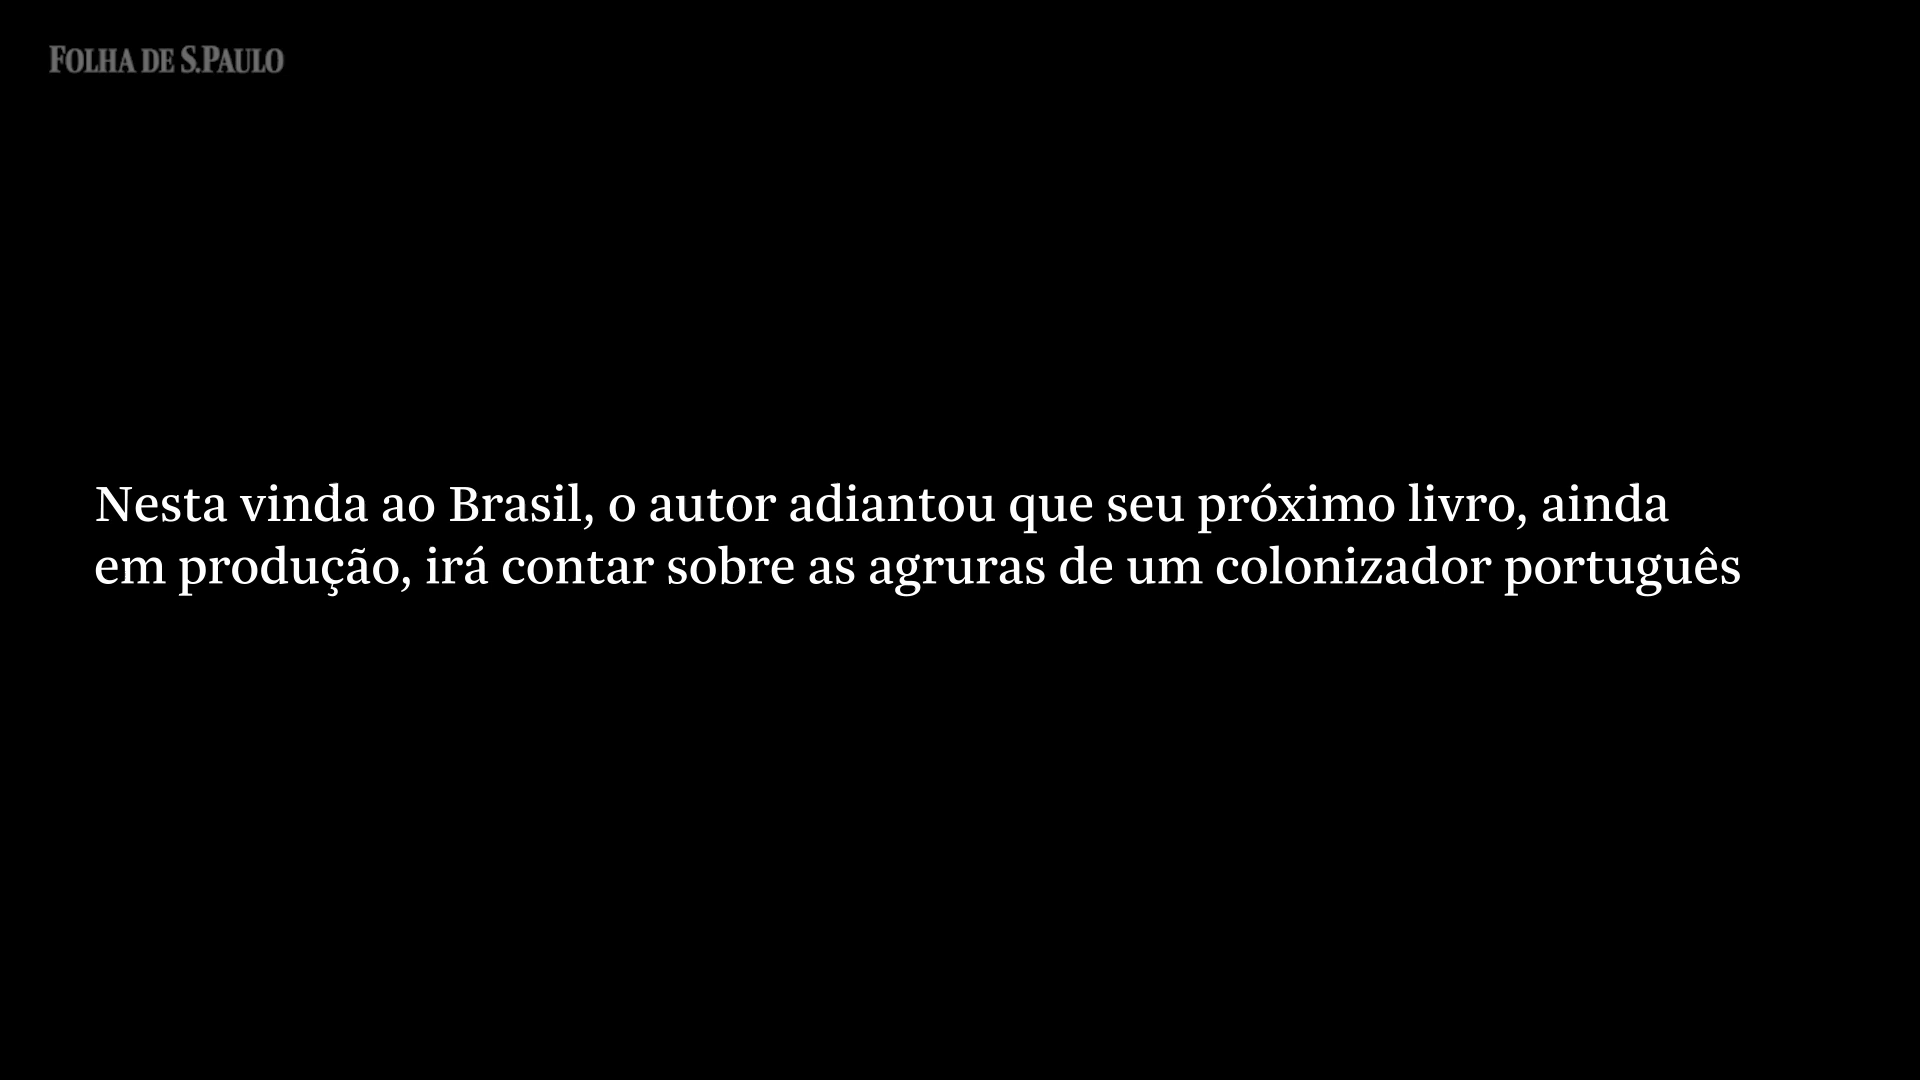 FOLHA DE S.PAULO
Nesta vinda ao Brasil, o autor adiantou que seu próximo livro, ainda
em produção, irá contar sobre as agruras de um colonizador português